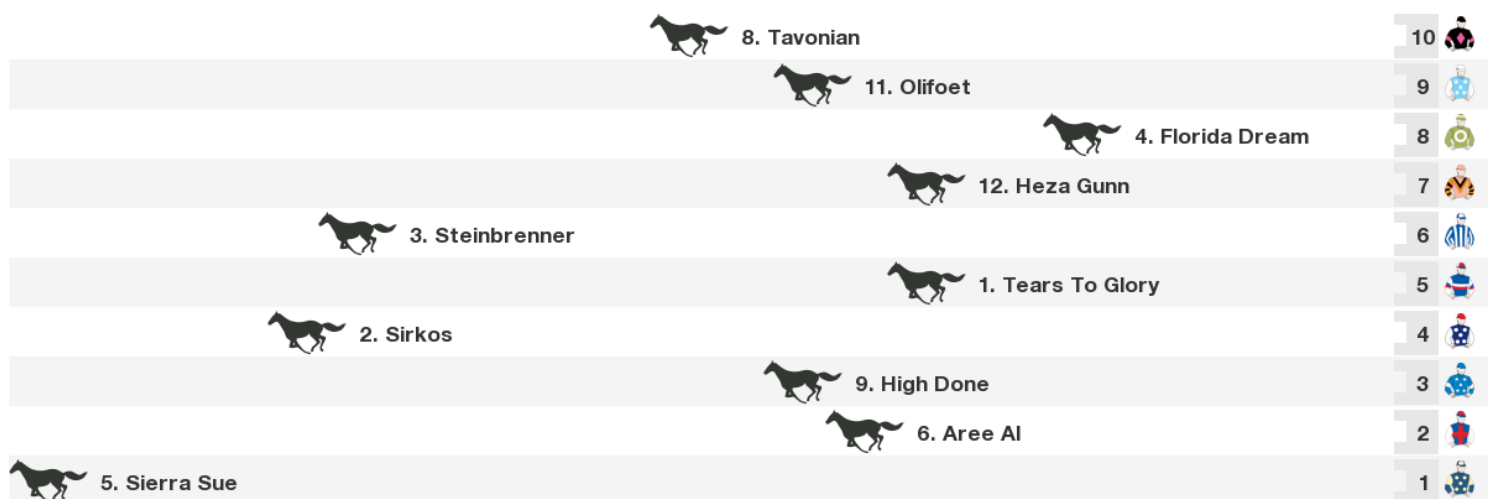 8. Tavonian 10
11. Olifoet 9
4. Florida Dream 8
12. Heza Gunn 7
3. Steinbrenner 6
1. Tears To Glory 5
2. Sirkos 4
9. High Done 3
6. Aree Al 2
5. Sierra Sue 1